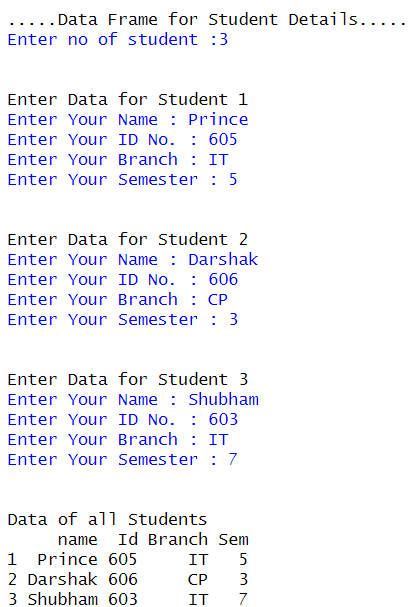 .....Data Frame for Student Details.....
Enter no of student :3
Enter Data for Student 1
Enter Your Name : Prince
Enter Your ID No. : 605
Enter Your Branch : IT
Enter Your Semester : 5
Enter Data for Student 2
Enter Your Name : Darshak
Enter Your ID No. : 606
Enter Your Branch : CP
Enter Your Semester : 3
Enter Data for Student 3
Enter Your Name : Shubham
Enter Your ID No. : 603
Enter Your Branch : IT
Enter Your Semester : 7
Data of all Students
     name  Id Branch Sem
1  Prince 605     IT   5
2 Darshak 606     CP   3
3 Shubham 603     IT   7